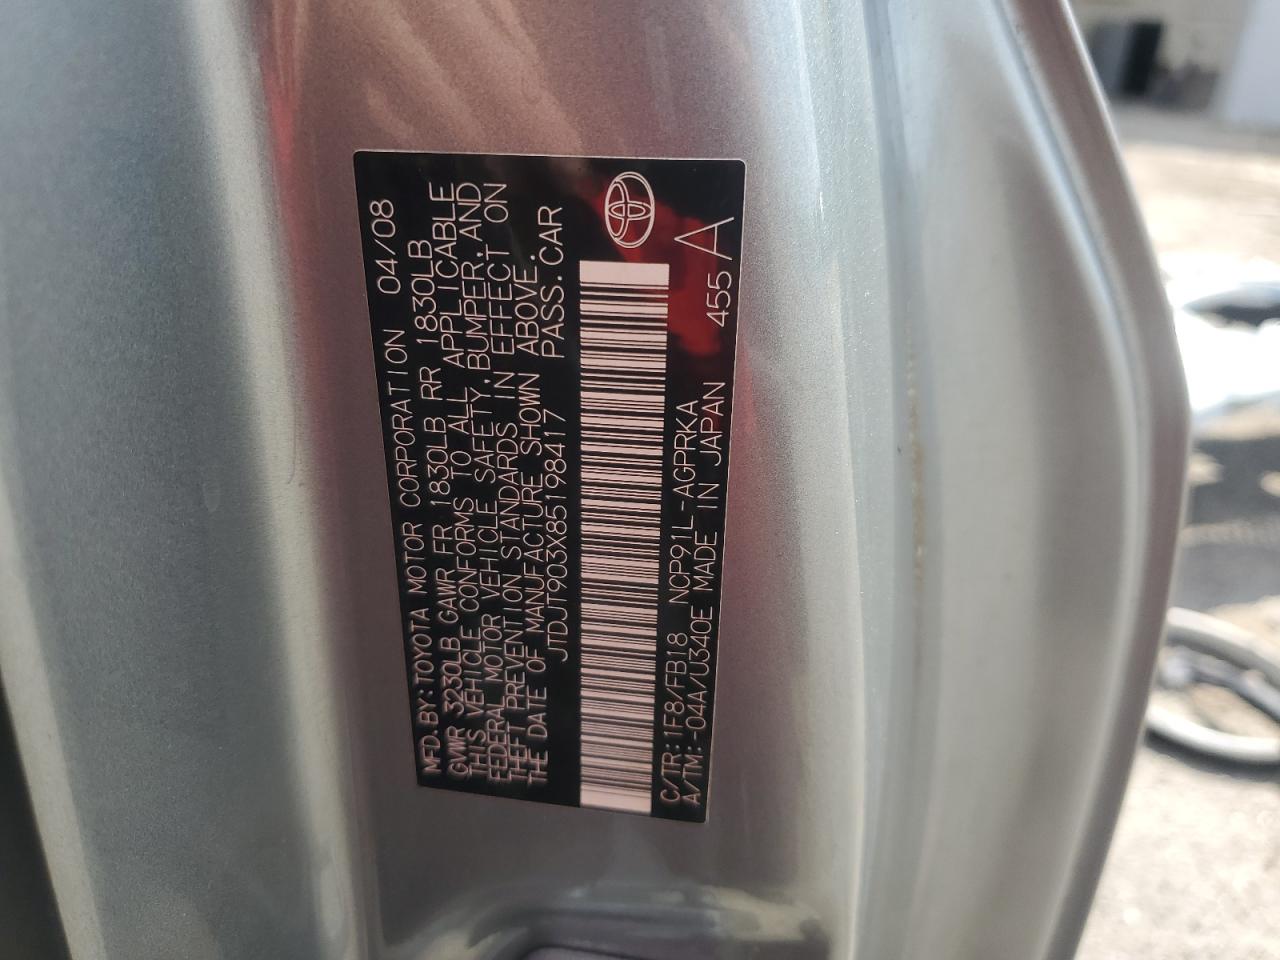 MFD. BY: TOYOTA MOTOR CORPORATION 04/08
GVWR 3230LB GAWR FR 1830LB RR 1830LB
THIS VEHICLE CONFORMS TO ALL APPLICABLE
FEDERAL MOTOR VEHICLE SAFETY, BUMPER, AND
THEFT PREVENTION STANDARDS IN EFFECT ON
THE DATE OF MANUFACTURE SHOWN ABOVE.
JTDJT903X85198417 PASS. CAR
C/TR: 1F8/FB18 NCP91L-AGPRKA
A/TM: -04A/U340E MADE IN JAPAN 455 A